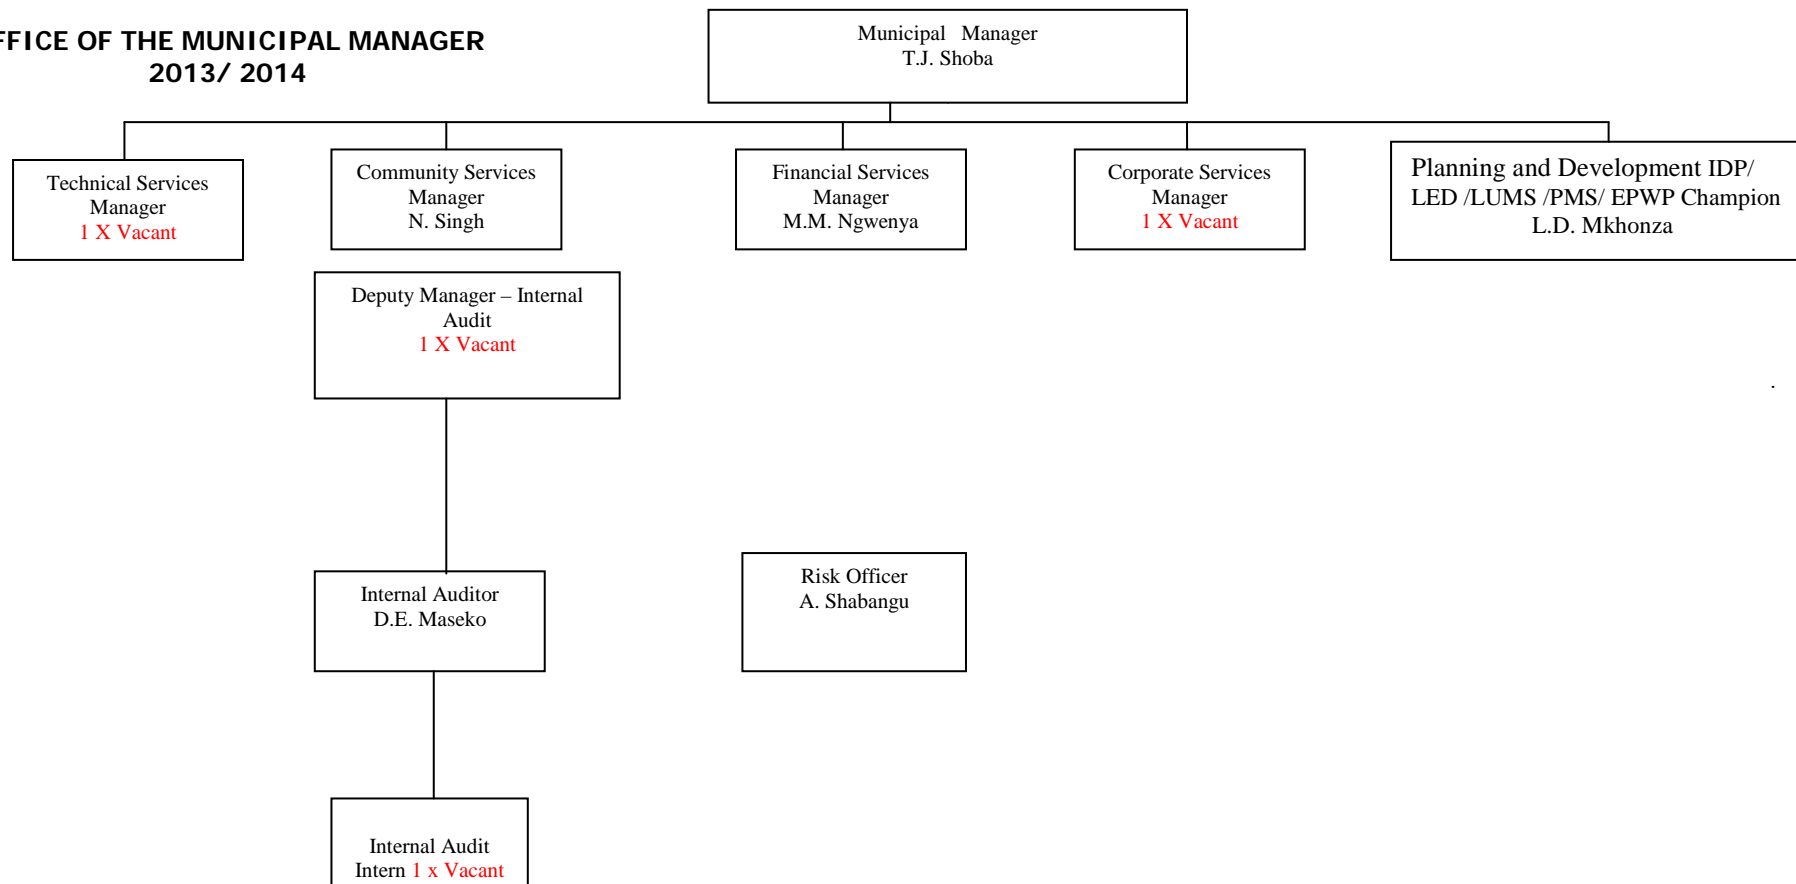 FFICE OF THE MUNICIPAL MANAGER
2013/ 2014
Municipal Manager
T.J. Shoba
Technical Services
Manager
1 X Vacant
Community Services
Manager
N. Singh
Financial Services
Manager
M.M. Ngwenya
Corporate Services
Manager
1 X Vacant
Planning and Development IDP/
LED /LUMS /PMS/ EPWP Champion
L.D. Mkhonza
Deputy Manager – Internal
Audit
1 X Vacant
.
Internal Auditor
D.E. Maseko
Risk Officer
A. Shabangu
Internal Audit
Intern 1 x Vacant